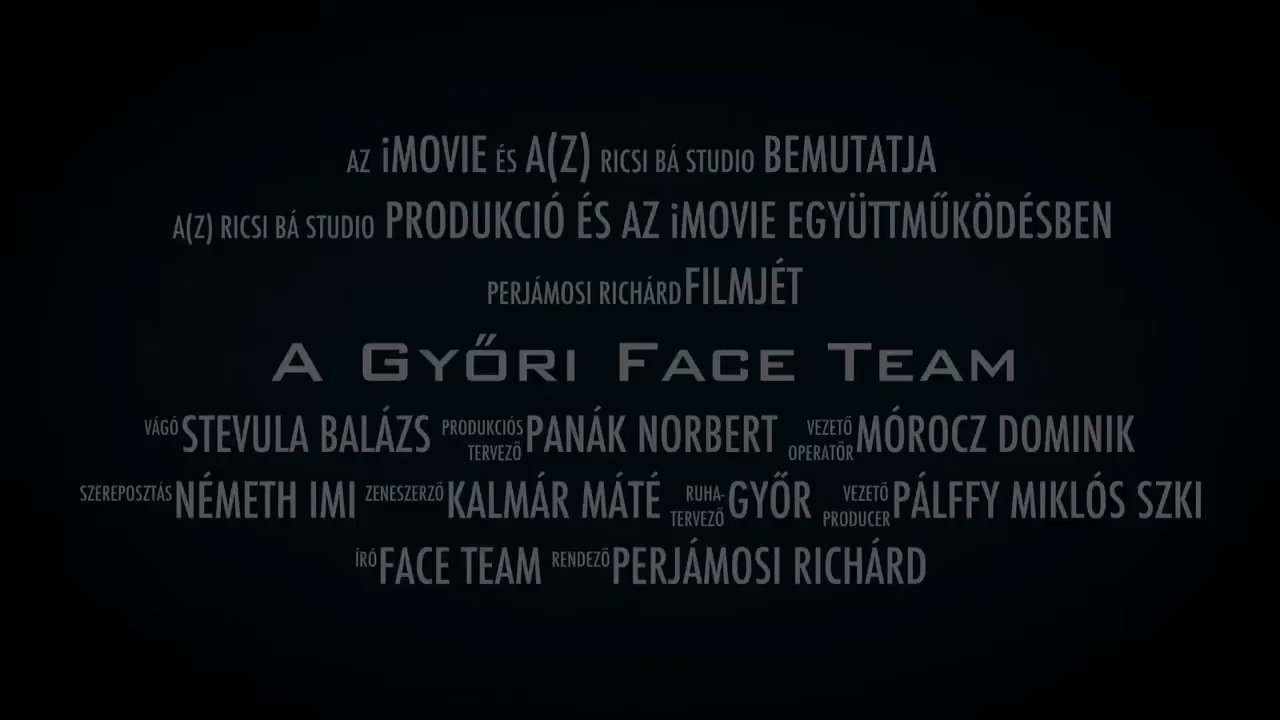 AZ iMOVIE ÉS A(Z) RICSI BÁ STUDIO BEMUTATJA
A(Z) RICSI BÁ STUDIO PRODUKCIÓ ÉS AZ iMOVIE EGYÜTTMŰKÖDÉSBEN
PERJÁMOSI RICHÁRD FILMJÉT
A GYŐRI FACE TEAM
VÁGÓ STEVULA BALÁZS PRODUKCIÓS TERVEZŐ PANÁK NORBERT VEZETŐ OPERATŐR MÓROCZ DOMINIK
SZEREPOSZTÁS NÉMETH IMI ZENESZERZŐ KALMÁR MÁTÉ RUHA-TERVEZŐ GYŐR VEZETŐ PRODUCER PÁLFFY MIKLÓS SZKI
ÍRÓ FACE TEAM RENDEZŐ PERJÁMOSI RICHÁRD